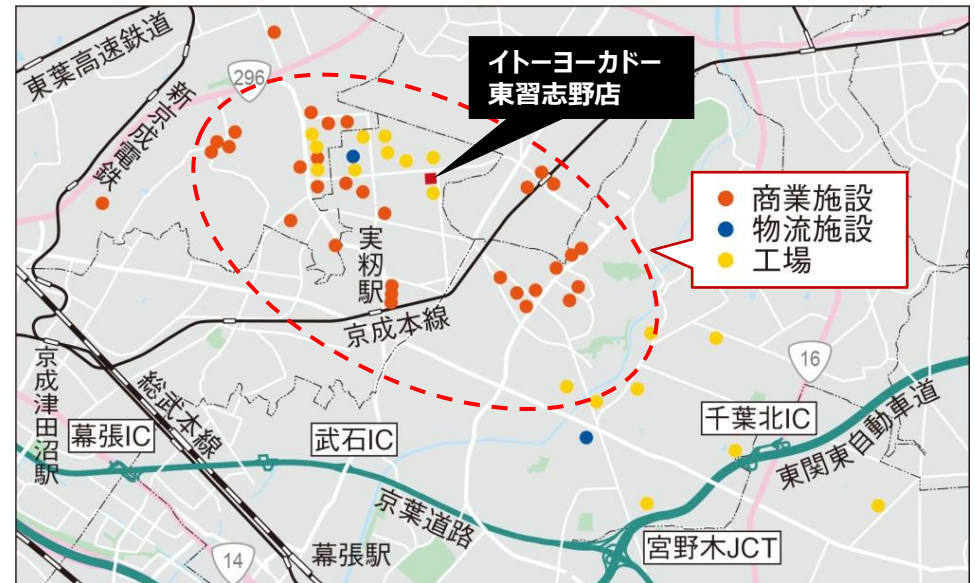 東葉高速鉄道
296
新京成電鉄
イトーヨーカドー
東習志野店
商業施設
物流施設
工場
実籾駅
京成本線
16
京成津田沼駅
総武本線
幕張IC
武石IC
千葉北IC
東関東自動車道
京葉道路
宮野木JCT
14
幕張駅